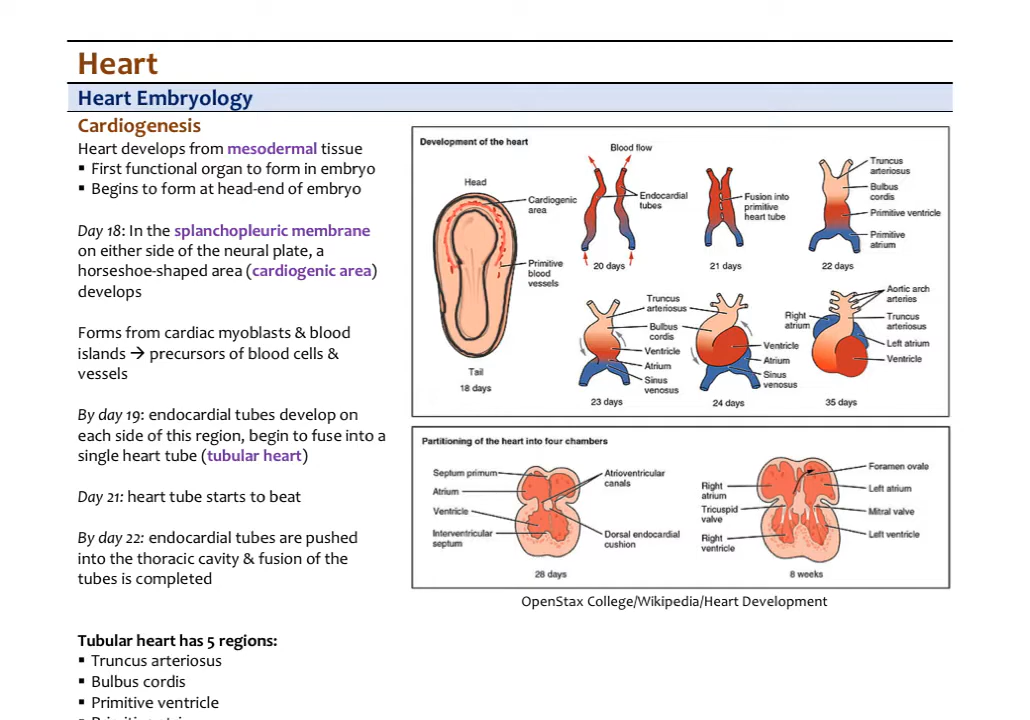 Heart
Heart Embryology
Cardiogenesis
Heart develops from mesodermal tissue
▪ First functional organ to form in embryo
▪ Begins to form at head-end of embryo
Day 18: In the splanchopleuric membrane
on either side of the neural plate, a
horseshoe-shaped area (cardiogenic area)
develops
Forms from cardiac myoblasts & blood
islands → precursors of blood cells &
vessels
By day 19: endocardial tubes develop on
each side of this region, begin to fuse into a
single heart tube (tubular heart)
Day 21: heart tube starts to beat
By day 22: endocardial tubes are pushed
into the thoracic cavity & fusion of the
tubes is completed
Tubular heart has 5 regions:
▪ Truncus arteriosus
▪ Bulbus cordis
▪ Primitive ventricle
Development of the heart
Head
Cardiogenic
area
Primitive
blood
vessels
Tail
18 days
Blood flow
Endocardial
tubes
20 days
Fusion into
primitive
heart tube
21 days
Truncus
arteriosus
Bulbus
cordis
Primitive ventricle
Primitive
atrium
22 days
Truncus
arteriosus
Bulbus
cordis
Ventricle
Atrium
Sinus
venosus
23 days
Ventricle
Atrium
Sinus
venosus
24 days
Right
atrium
Aortic arch
arteries
Truncus
arteriosus
Left atrium
Ventricle
35 days
Partitioning of the heart into four chambers
Septum primum
Atrium
Ventricle
Interventricular
septum
Atrioventricular
canals
Dorsal endocardial
cushion
28 days
Right
atrium
Tricuspid
valve
Right
ventricle
Foramen ovale
Left atrium
Mitral valve
Left ventricle
8 weeks
OpenStax College/Wikipedia/Heart Development